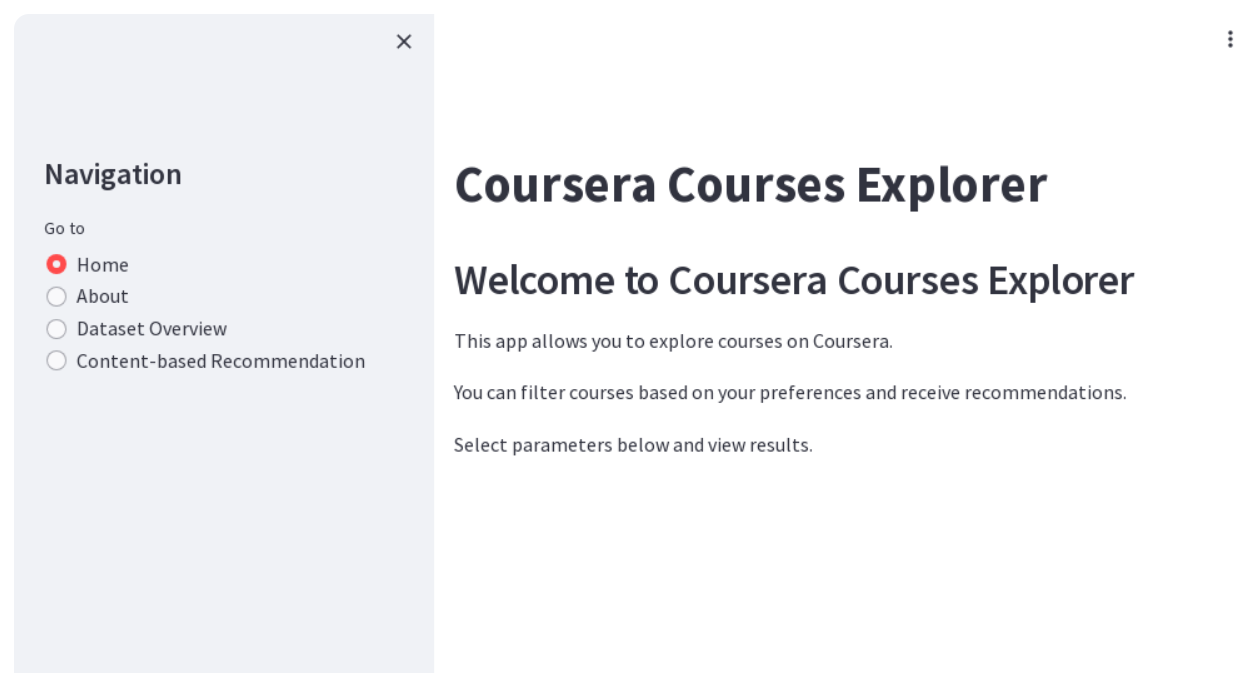 Navigation
Go to
Home
About
Dataset Overview
Content-based Recommendation
Coursera Courses Explorer
Welcome to Coursera Courses Explorer
This app allows you to explore courses on Coursera.
You can filter courses based on your preferences and receive recommendations.
Select parameters below and view results.